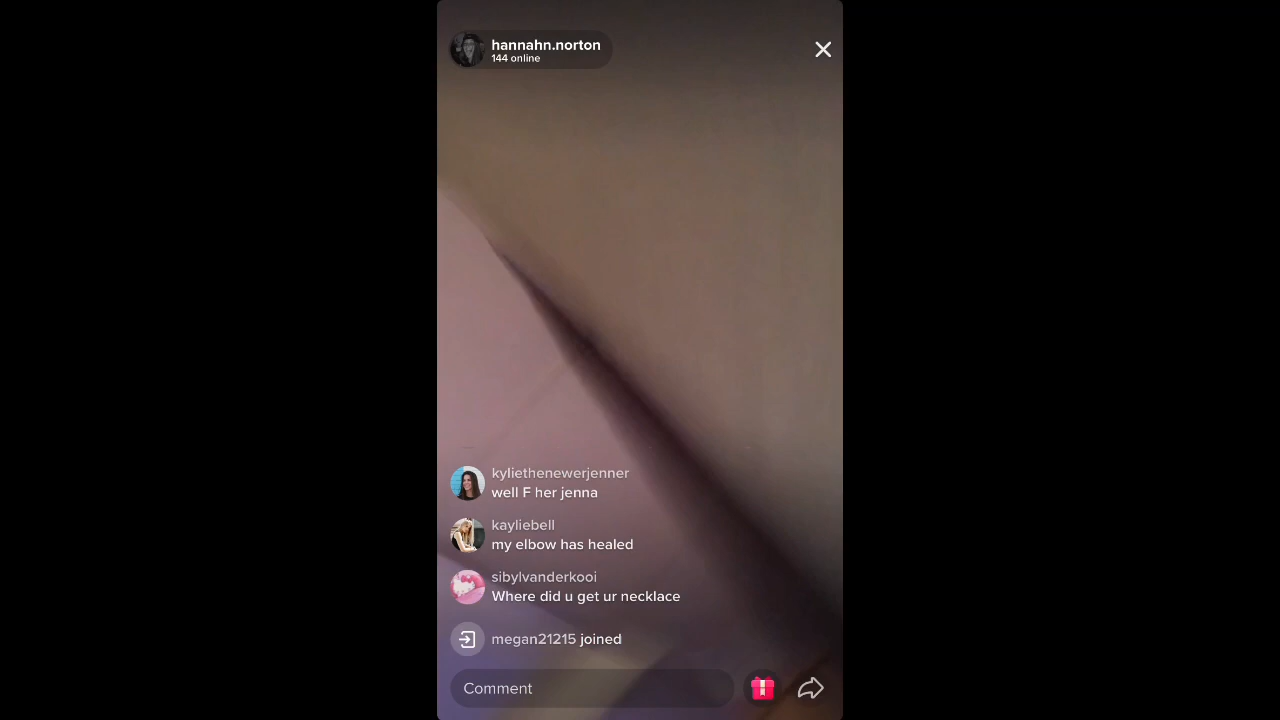 hannahn.norton
144 online
kyliethenewerjenner
well F her jenna
kayliebell
my elbow has healed
sibylvanderkooi
Where did u get ur necklace
megan21215 joined
Comment